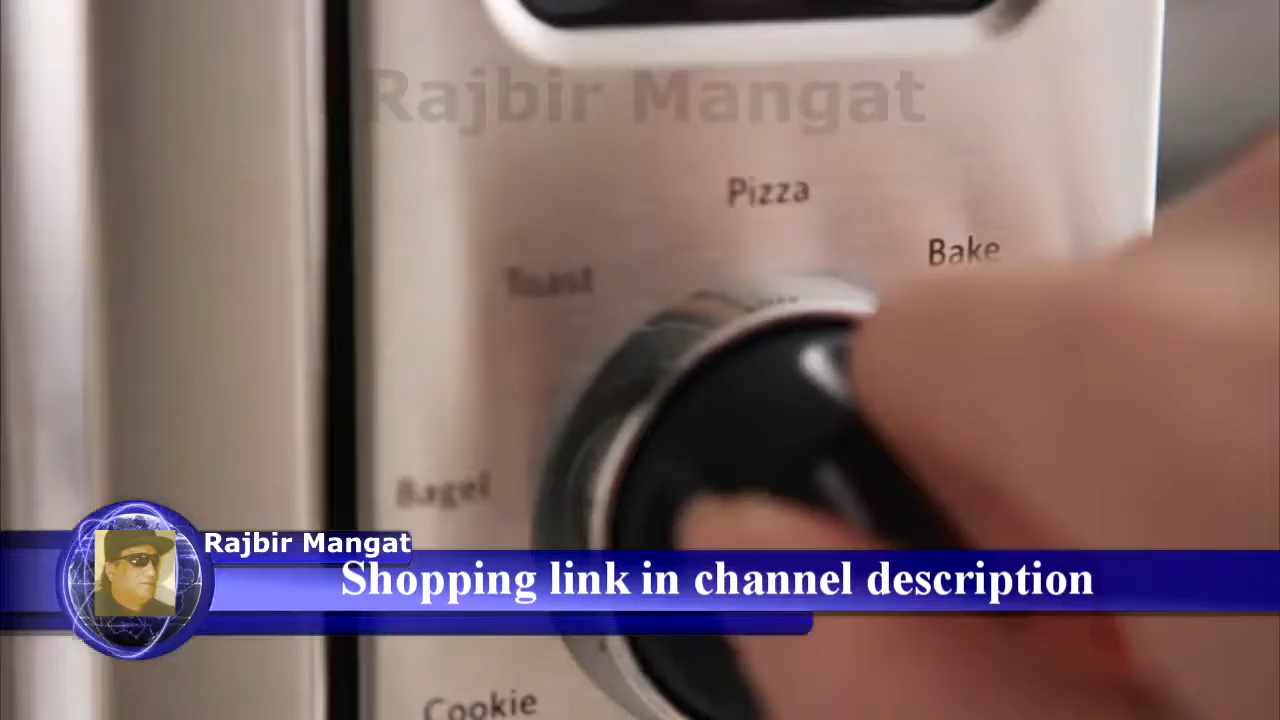 Rajbir Mangat
Pizza
Bake
Toast
Bagel
Rajbir Mangat
Shopping link in channel description
Cookie